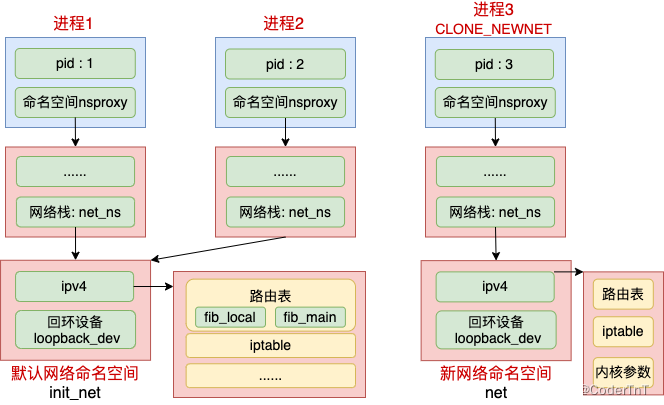 进程1
pid : 1
命名空间nsproxy
......
网络栈: net_ns
ipv4
回环设备
loopback_dev
默认网络命名空间
init_net
进程2
pid : 2
命名空间nsproxy
......
网络栈: net_ns
路由表
fib_local
fib_main
iptable
......
进程3
CLONE_NEWNET
pid : 3
命名空间nsproxy
......
网络栈: net_ns
ipv4
回环设备
loopback_dev
新网络命名空间
net
路由表
iptable
内核参数
@CoderTnT